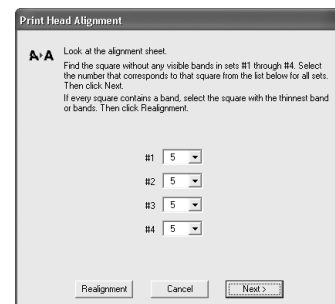 Print Head Alignment
A▸A Look at the alignment sheet.
Find the square without any visible bands in sets #1 through #4. Select
the number that corresponds to that square from the list below for all sets.
Then click Next.
If every square contains a band, select the square with the thinnest band
or bands. Then click Realignment.
#1 5
#2 5
#3 5
#4 5
Realignment Cancel Next >